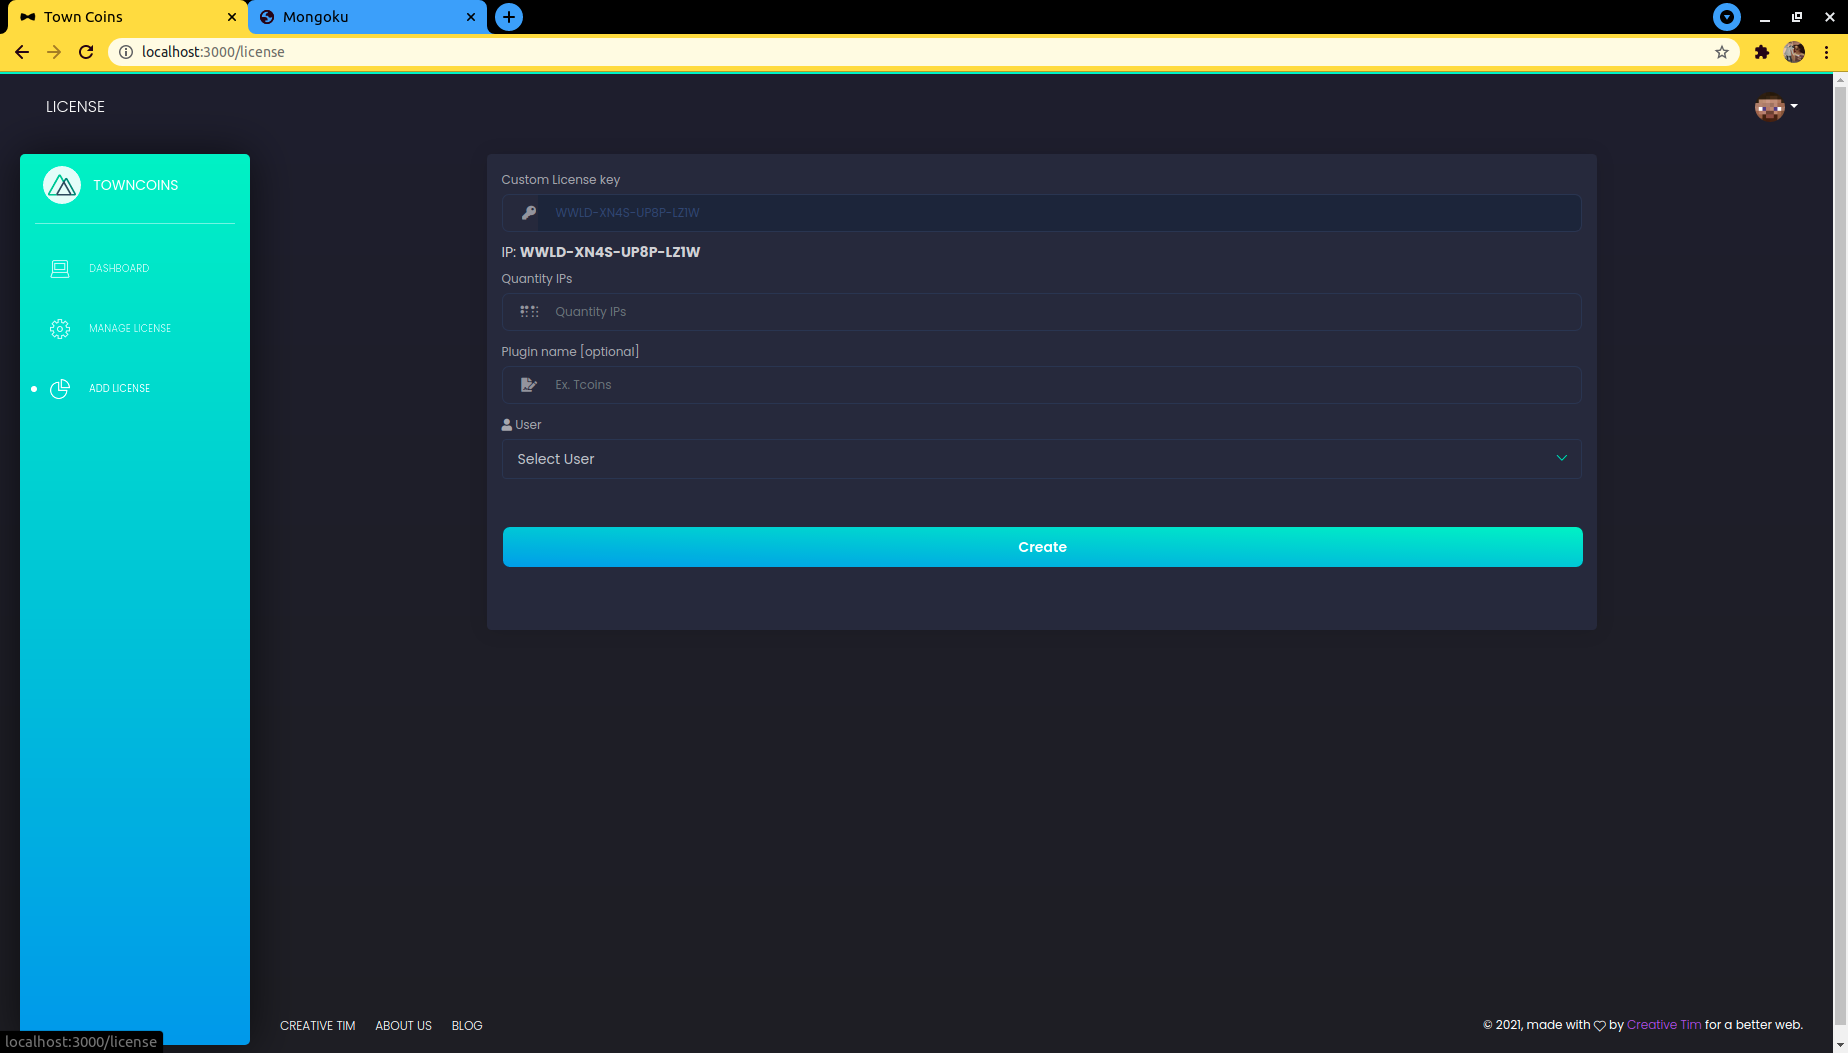 Town Coins
Mongoku
localhost:3000/license
LICENSE
TOWNCOINS
DASHBOARD
MANAGE LICENSE
ADD LICENSE
Custom License key
WWLD-XN4S-UP8P-LZ1W
IP: WWLD-XN4S-UP8P-LZ1W
Quantity IPs
Quantity IPs
Plugin name [optional]
Ex. Tcoins
User
Select User
Create
CREATIVE TIM ABOUT US BLOG
© 2021, made with by Creative Tim for a better web.
localhost:3000/license